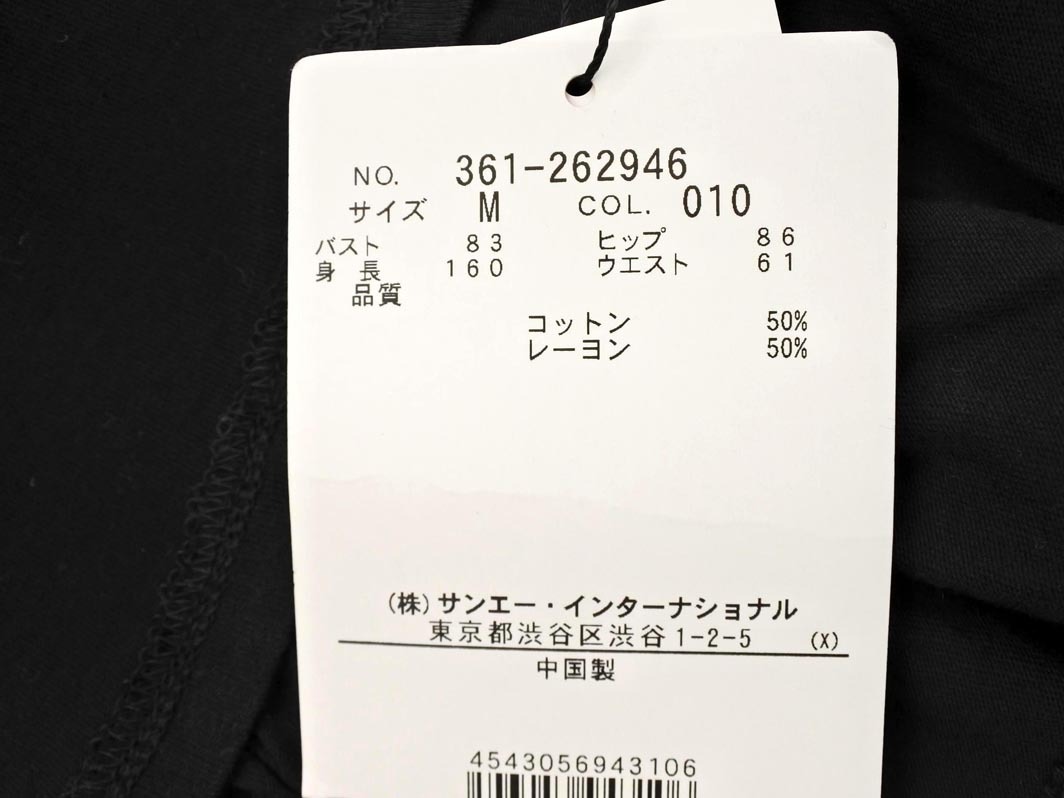 NO. 361-262946
サイズ M COL. 010
バスト 83 ヒップ 86
身長 160 ウエスト 61
品質
コットン 50%
レーヨン 50%
(株)サンエー・インターナショナル
東京都渋谷区渋谷1-2-5 (X)
中国製
4543056943106